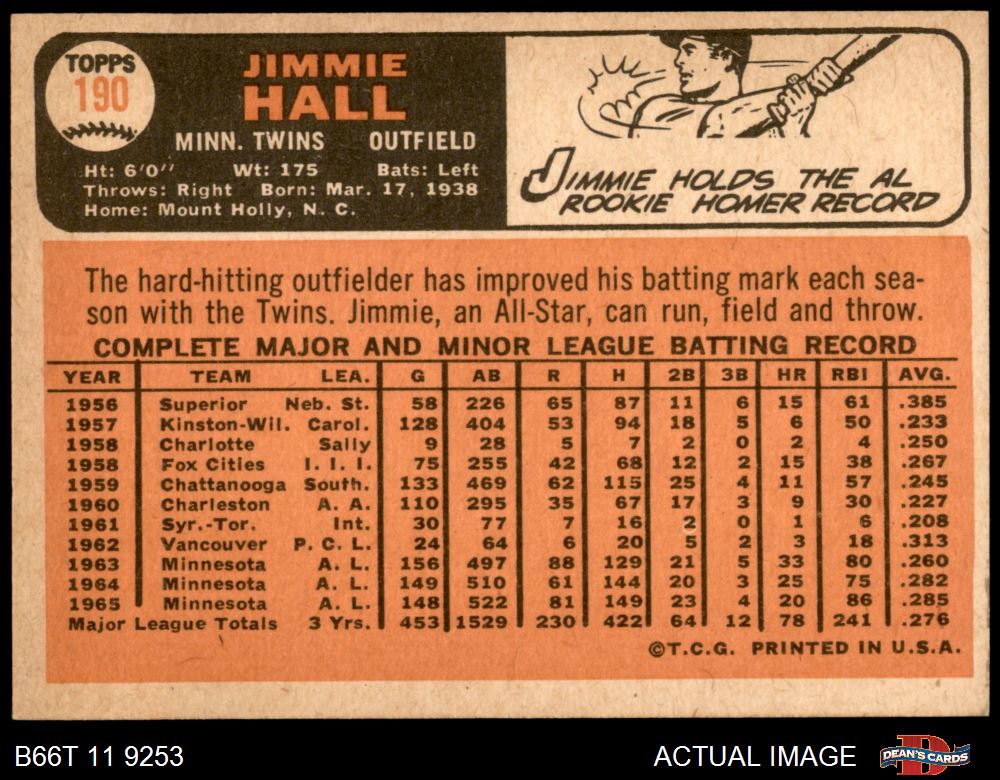 TOPPS
190
JIMMIE
HALL
MINN. TWINS OUTFIELD
Ht: 6'0" Wt: 175 Bats: Left
Throws: Right Born: Mar. 17, 1938
Home: Mount Holly, N. C.
JIMMIE HOLDS THE AL
ROOKIE HOMER RECORD
The hard-hitting outfielder has improved his batting mark each sea-
son with the Twins. Jimmie, an All-Star, can run, field and throw.
COMPLETE MAJOR AND MINOR LEAGUE BATTING RECORD
YEAR TEAM LEA. G AB R H 2B 3B HR RBI AVG.
1956 Superior Neb. St. 58 226 65 87 11 6 15 61 .385
1957 Kinston-Wil. Carol. 128 404 53 94 18 5 6 50 .233
1958 Charlotte Sally 9 28 5 7 2 0 2 4 .250
1958 Fox Cities I. I. I. 75 255 42 68 12 2 15 38 .267
1959 Chattanooga South. 133 469 62 115 25 4 11 57 .245
1960 Charleston A. A. 110 295 35 67 17 3 9 30 .227
1961 Syr.-Tor. Int. 30 77 7 16 2 0 1 6 .208
1962 Vancouver P. C. L. 24 64 6 20 5 2 3 18 .313
1963 Minnesota A. L. 156 497 88 129 21 5 33 80 .260
1964 Minnesota A. L. 149 510 61 144 20 3 25 75 .282
1965 Minnesota A. L. 148 522 81 149 23 4 20 86 .285
Major League Totals 3 Yrs. 453 1529 230 422 64 12 78 241 .276
©T.C.G. PRINTED IN U.S.A.
B66T 11 9253 ACTUAL IMAGE DEAN'S CARDS